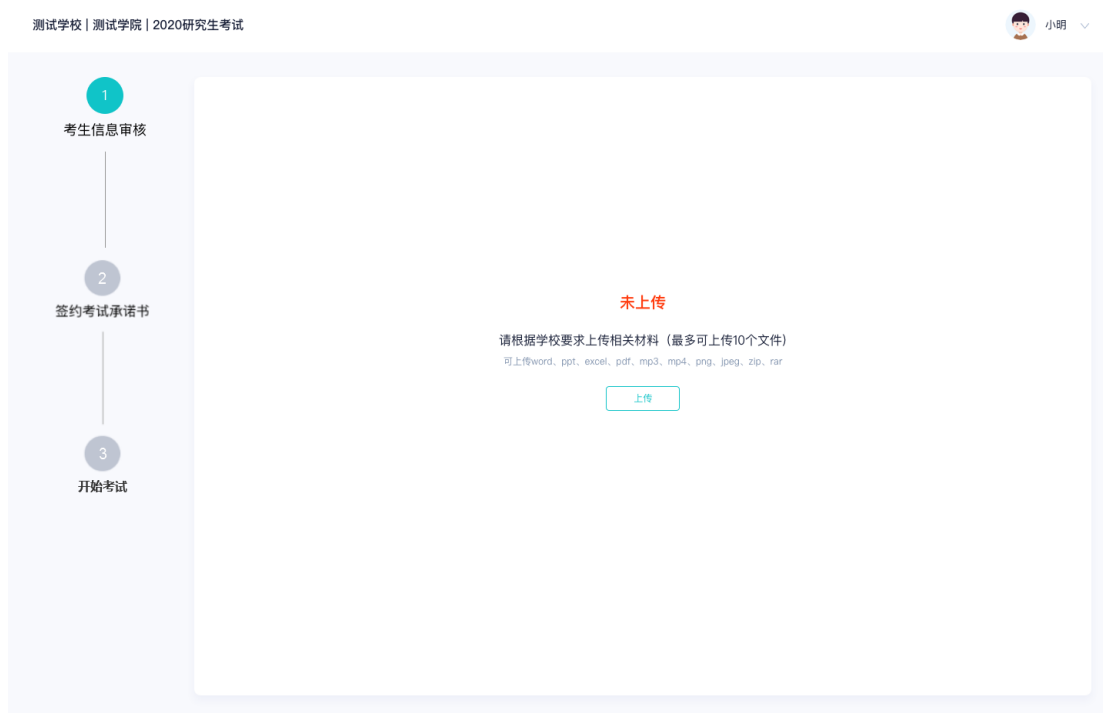 测试学校 | 测试学院 | 2020研究生考试
小明
1
考生信息审核
2
签约考试承诺书
3
开始考试
未上传
请根据学校要求上传相关材料（最多可上传10个文件）
可上传word、ppt、excel、pdf、mp3、mp4、png、jpeg、zip、rar
上传